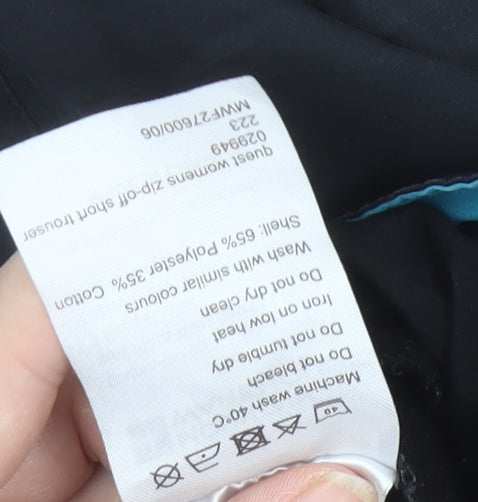 40
Machine wash 40°C
Do not bleach
Do not tumble dry
Iron on low heat
Do not dry clean
Wash with similar colours
Shell: 65% Polyester 35% Cotton
quest womens zip-off short trouser
029949
223
MWF27600/06